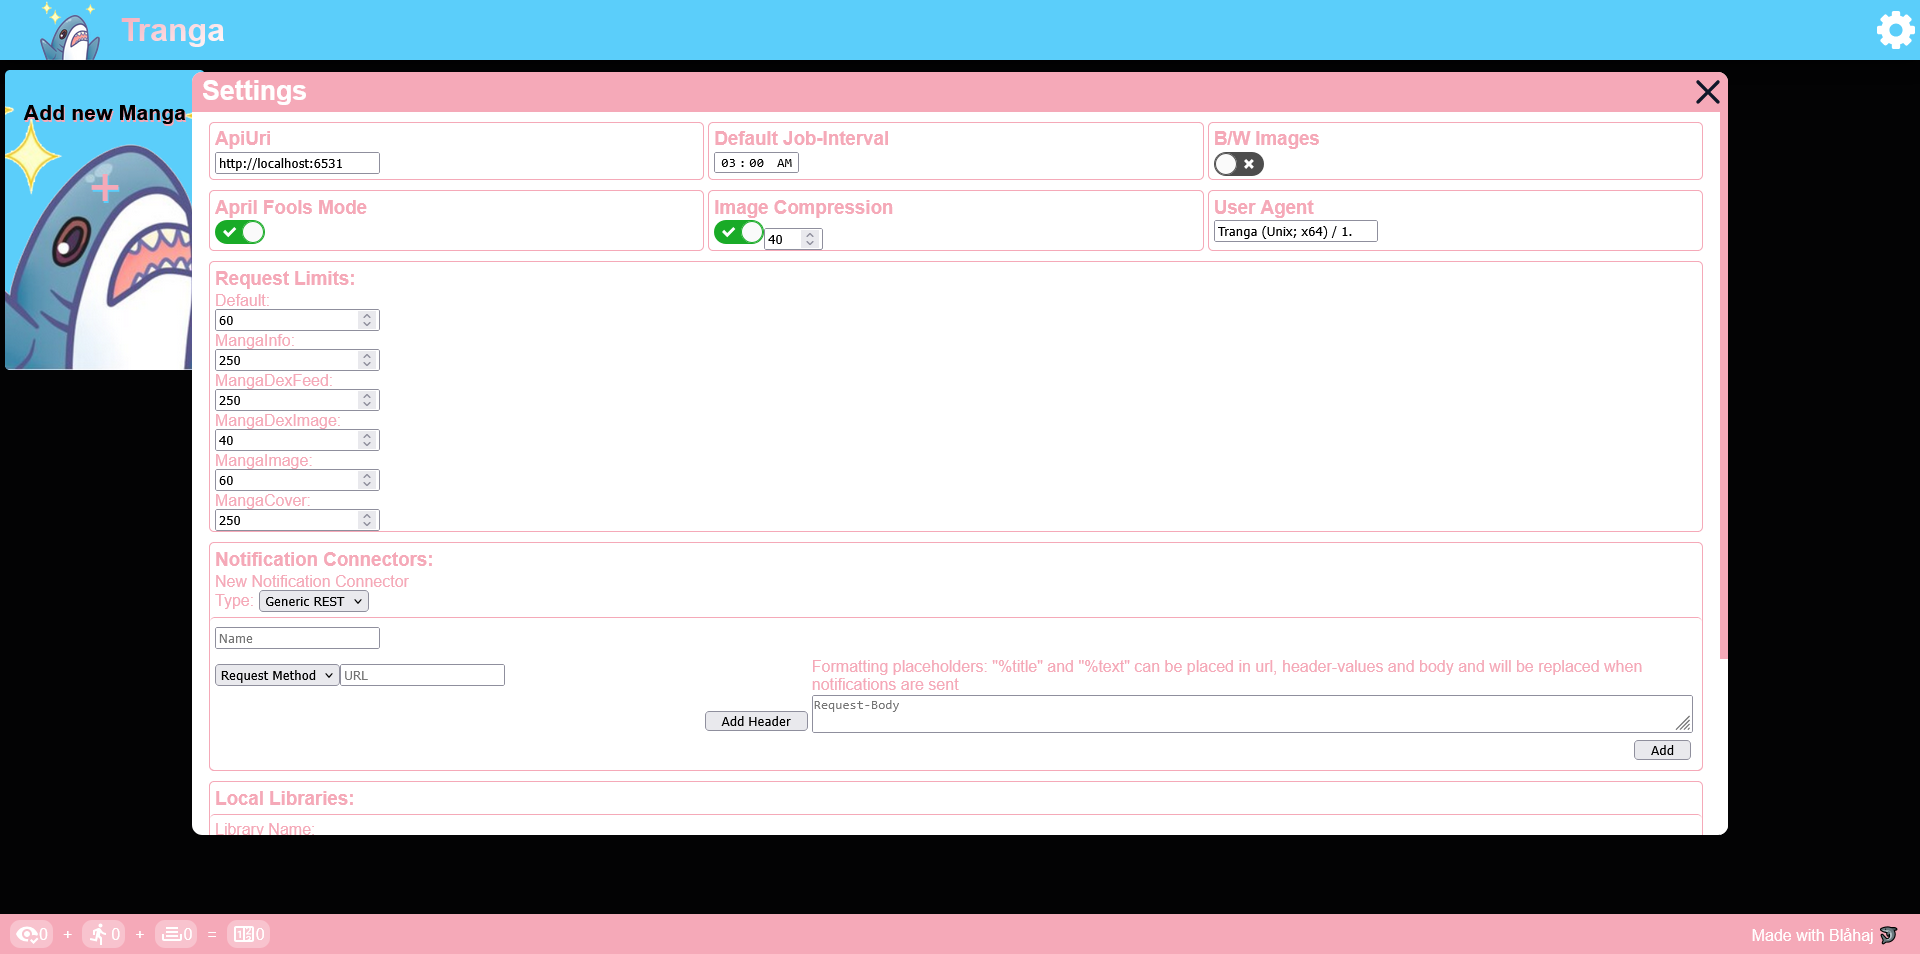 Tranga
Add new Manga
Settings
ApiUri
http://localhost:6531
Default Job-Interval
03 : 00 AM
B/W Images
April Fools Mode
Image Compression
40
User Agent
Tranga (Unix; x64) / 1.
Request Limits:
Default:
60
MangaInfo:
250
MangaDexFeed:
250
MangaDexImage:
40
MangaImage:
60
MangaCover:
250
Notification Connectors:
New Notification Connector
Type: Generic REST
Name
Request Method URL
Formatting placeholders: "%title" and "%text" can be placed in url, header-values and body and will be replaced when
notifications are sent
Request-Body
Add Header
Add
Local Libraries:
Library Name:
0 + 0 + 0 = 0
Made with Blåhaj